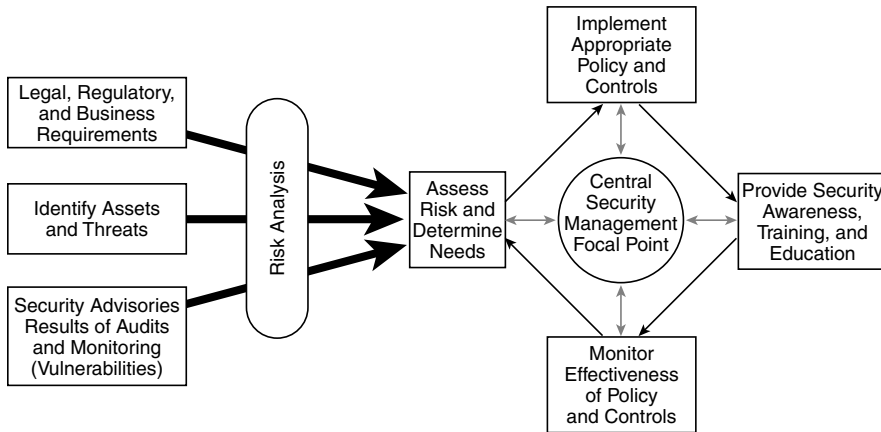 Legal, Regulatory,
and Business
Requirements
Identify Assets
and Threats
Security Advisories
Results of Audits
and Monitoring
(Vulnerabilities)
Risk Analysis
Assess
Risk and
Determine
Needs
Implement
Appropriate
Policy and
Controls
Central
Security
Management
Focal Point
Provide Security
Awareness,
Training, and
Education
Monitor
Effectiveness
of Policy
and Controls